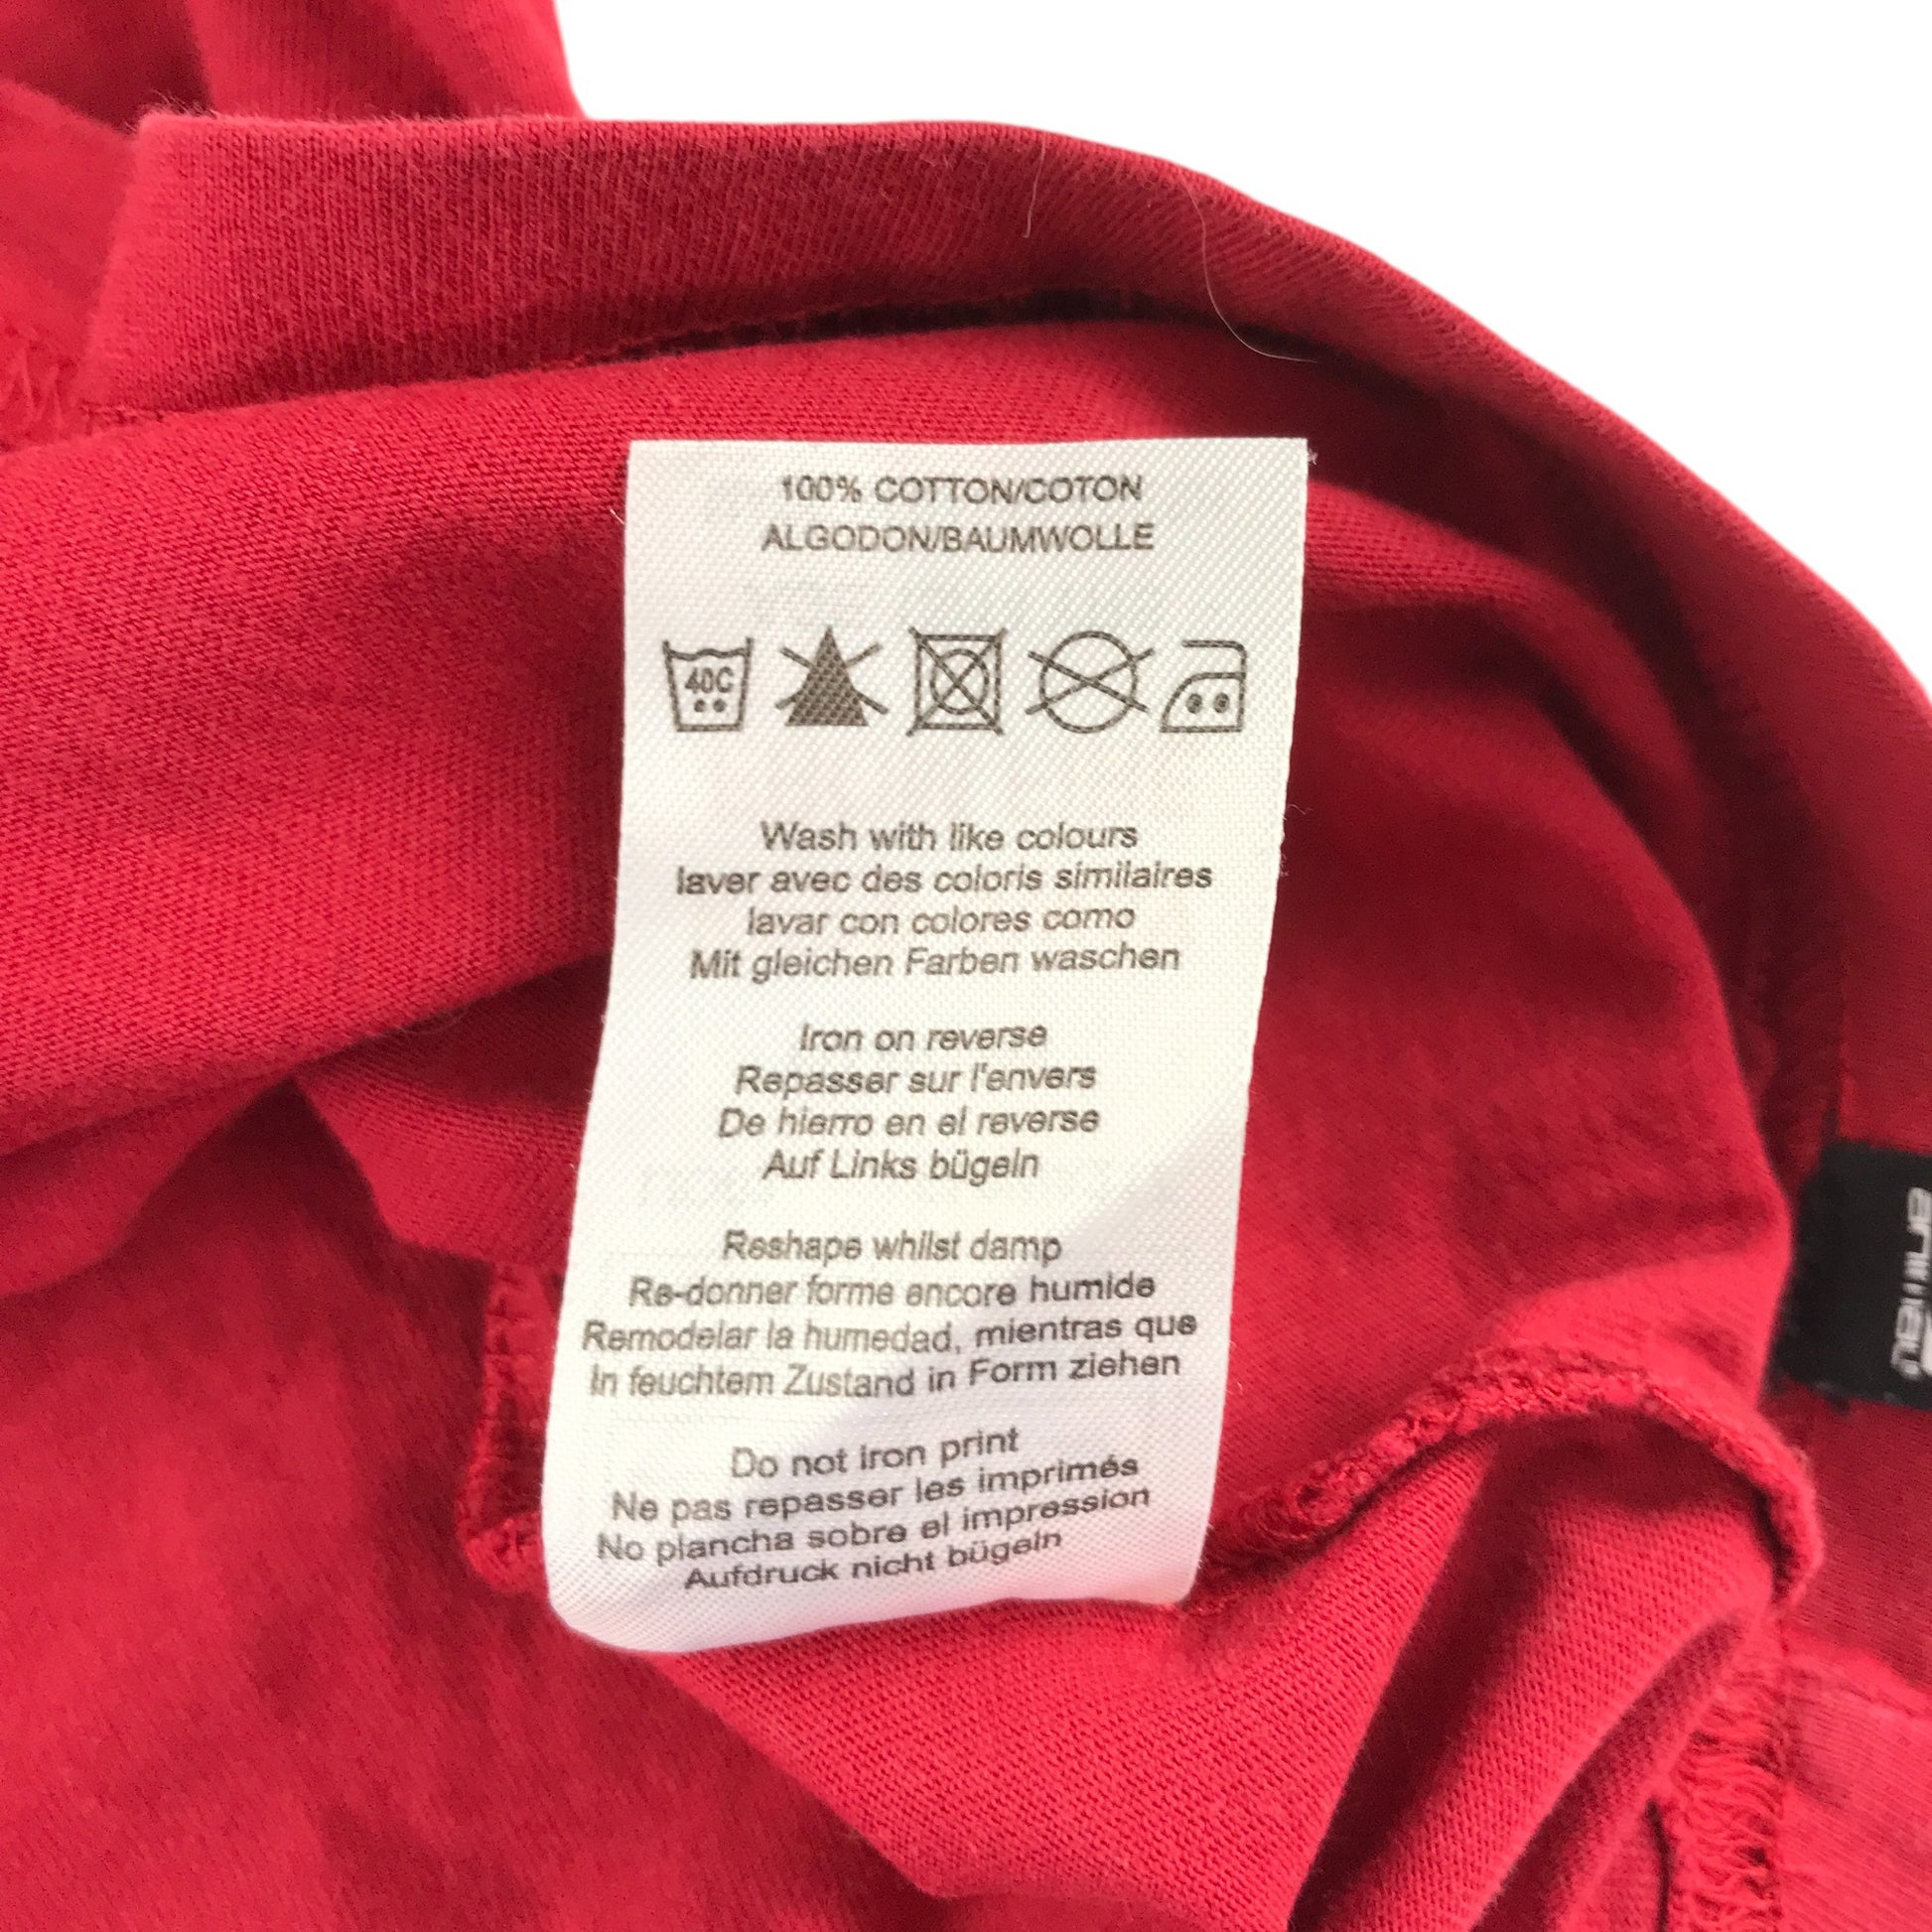 100% COTTON/COTON
ALGODON/BAUMWOLLE
40C
Wash with like colours
laver avec des coloris similaires
lavar con colores como
Mit gleichen Farben waschen
Iron on reverse
Repasser sur l'envers
De hierro en el reverse
Auf Links bügeln
Reshape whilst damp
Re-donner forme encore humide
Remodelar la humedad, mientras que
In feuchtem Zustand in Form ziehen
Do not iron print
Ne pas repasser les imprimés
No plancha sobre el impression
Aufdruck nicht bügeln